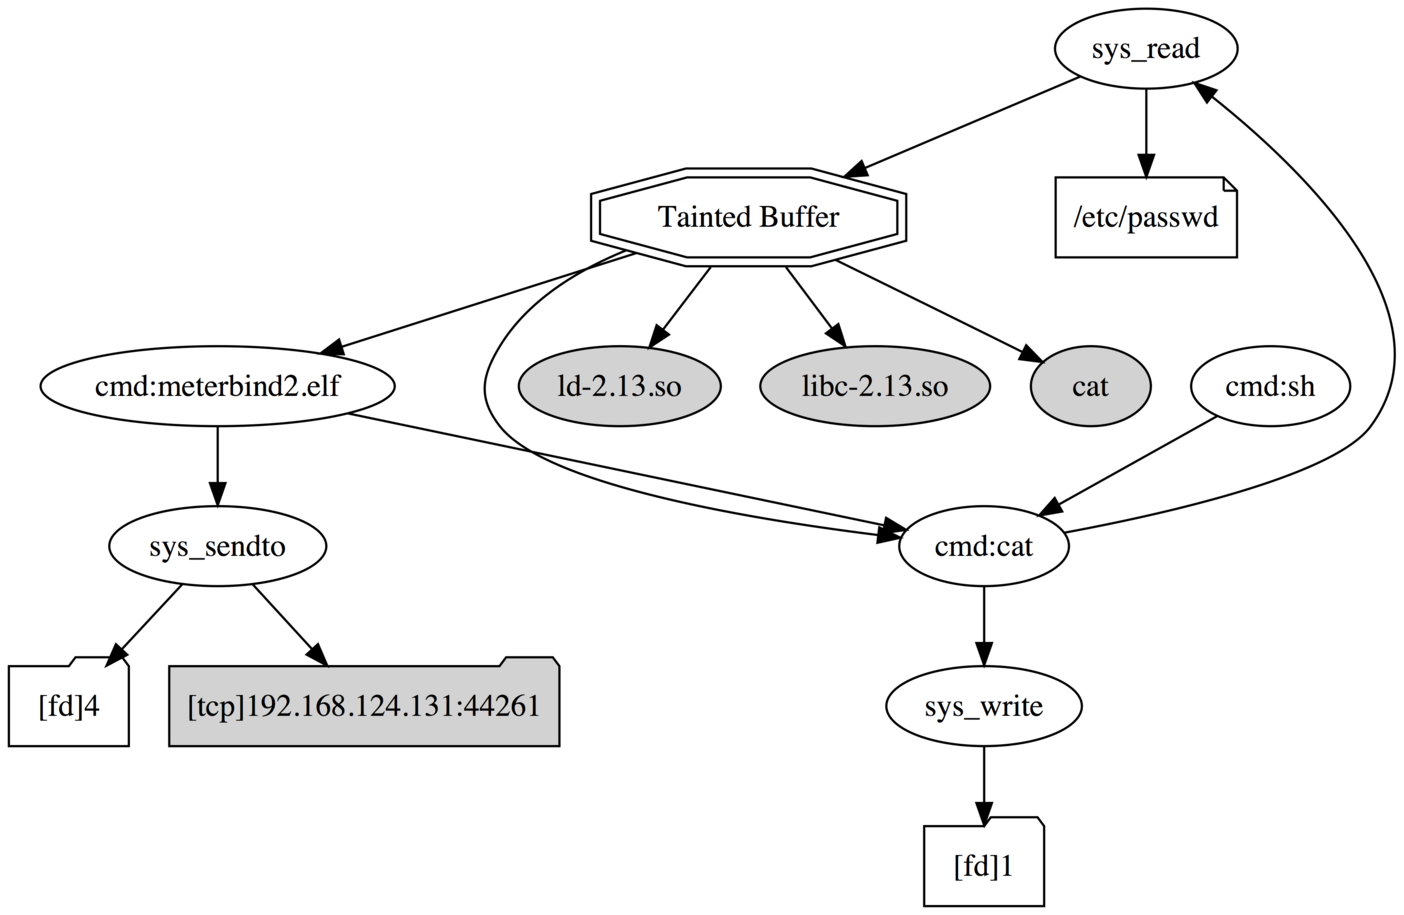 sys_read
Tainted Buffer
/etc/passwd
cmd:meterbind2.elf
ld-2.13.so
libc-2.13.so
cat
cmd:sh
sys_sendto
cmd:cat
[fd]4
[tcp]192.168.124.131:44261
sys_write
[fd]1